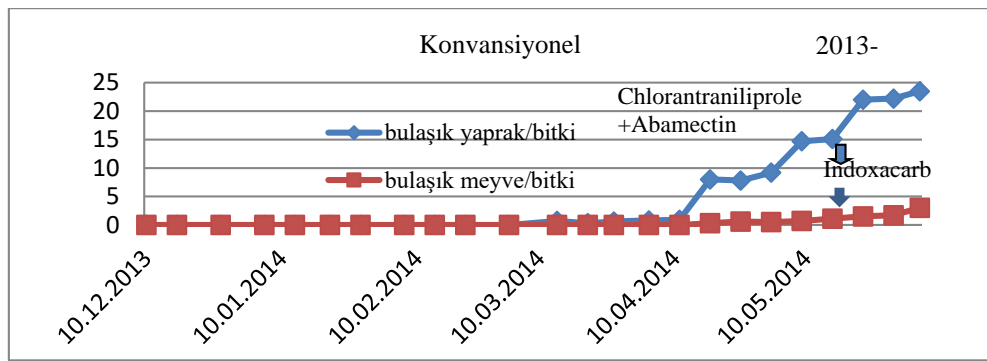 Konvansiyonel 2013-
25
20
15
10
5
0
Chlorantraniliprole
+Abamectin
bulaşık yaprak/bitki
Indoxacarb
bulaşık meyve/bitki
10.12.2013
10.01.2014
10.02.2014
10.03.2014
10.04.2014
10.05.2014